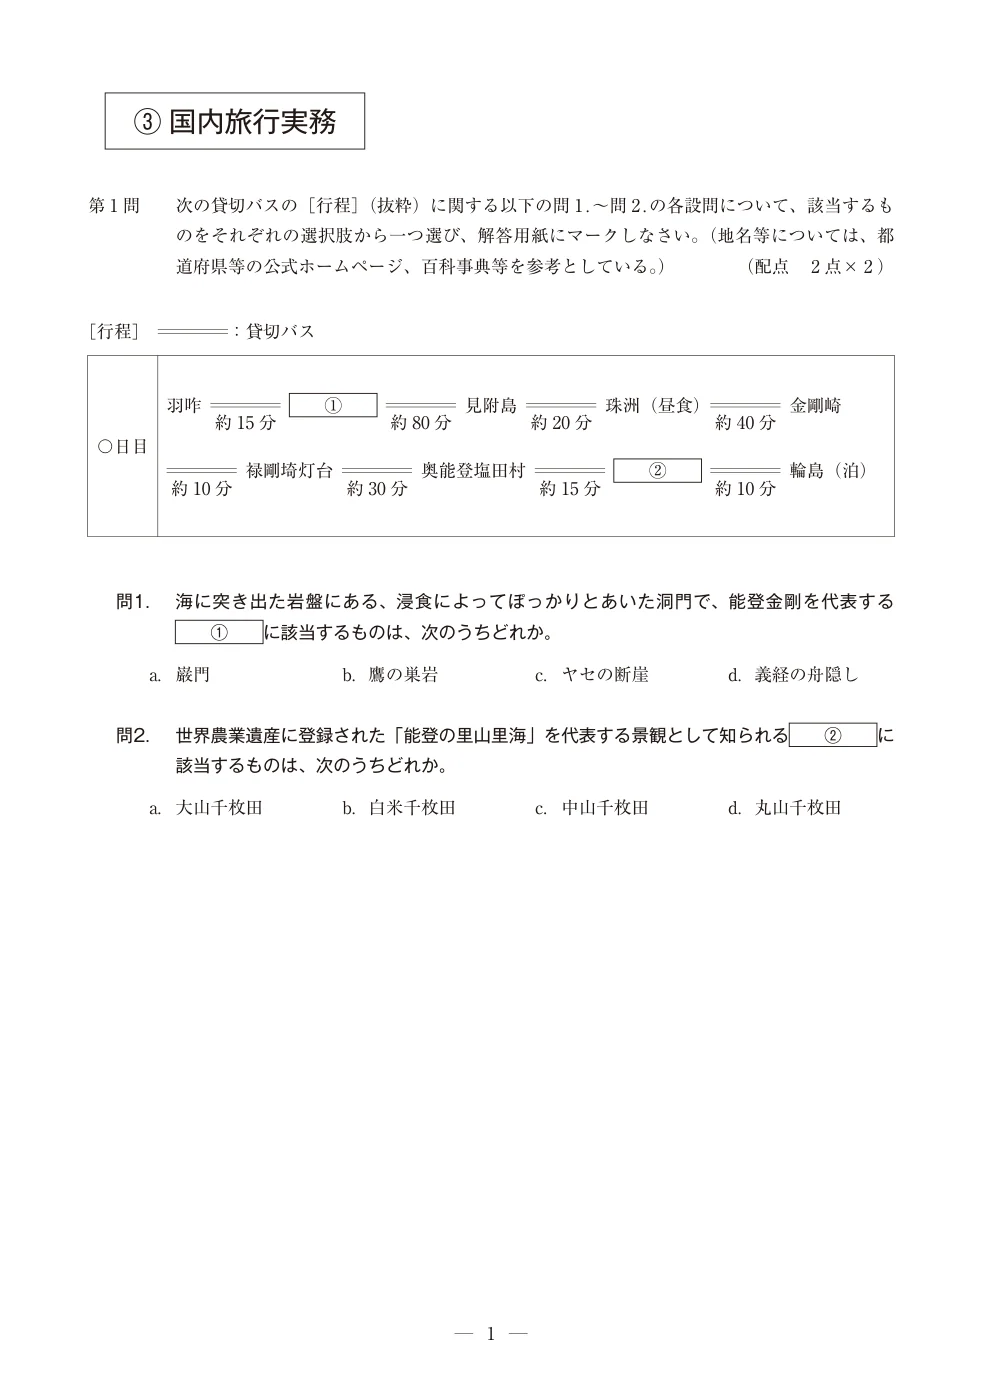 ③ 国内旅行実務
第1問 次の貸切バスの［行程］（抜粋）に関する以下の問1.～問2.の各設問について、該当するも
のをそれぞれの選択肢から一つ選び、解答用紙にマークしなさい。（地名等については、都
道府県等の公式ホームページ、百科事典等を参考としている。） （配点 2点×2）
［行程］ ：貸切バス
○日目
羽咋 ① 見附島 珠洲（昼食） 金剛崎
約15分 約80分 約20分 約40分
禄剛埼灯台 奥能登塩田村 ② 輪島（泊）
約10分 約30分 約15分 約10分
問1. 海に突き出た岩盤にある、浸食によってぽっかりとあいた洞門で、能登金剛を代表する
①に該当するものは、次のうちどれか。
a. 巌門 b. 鷹の巣岩 c. ヤセの断崖 d. 義経の舟隠し
問2. 世界農業遺産に登録された「能登の里山里海」を代表する景観として知られる②に
該当するものは、次のうちどれか。
a. 大山千枚田 b. 白米千枚田 c. 中山千枚田 d. 丸山千枚田
― 1 ―